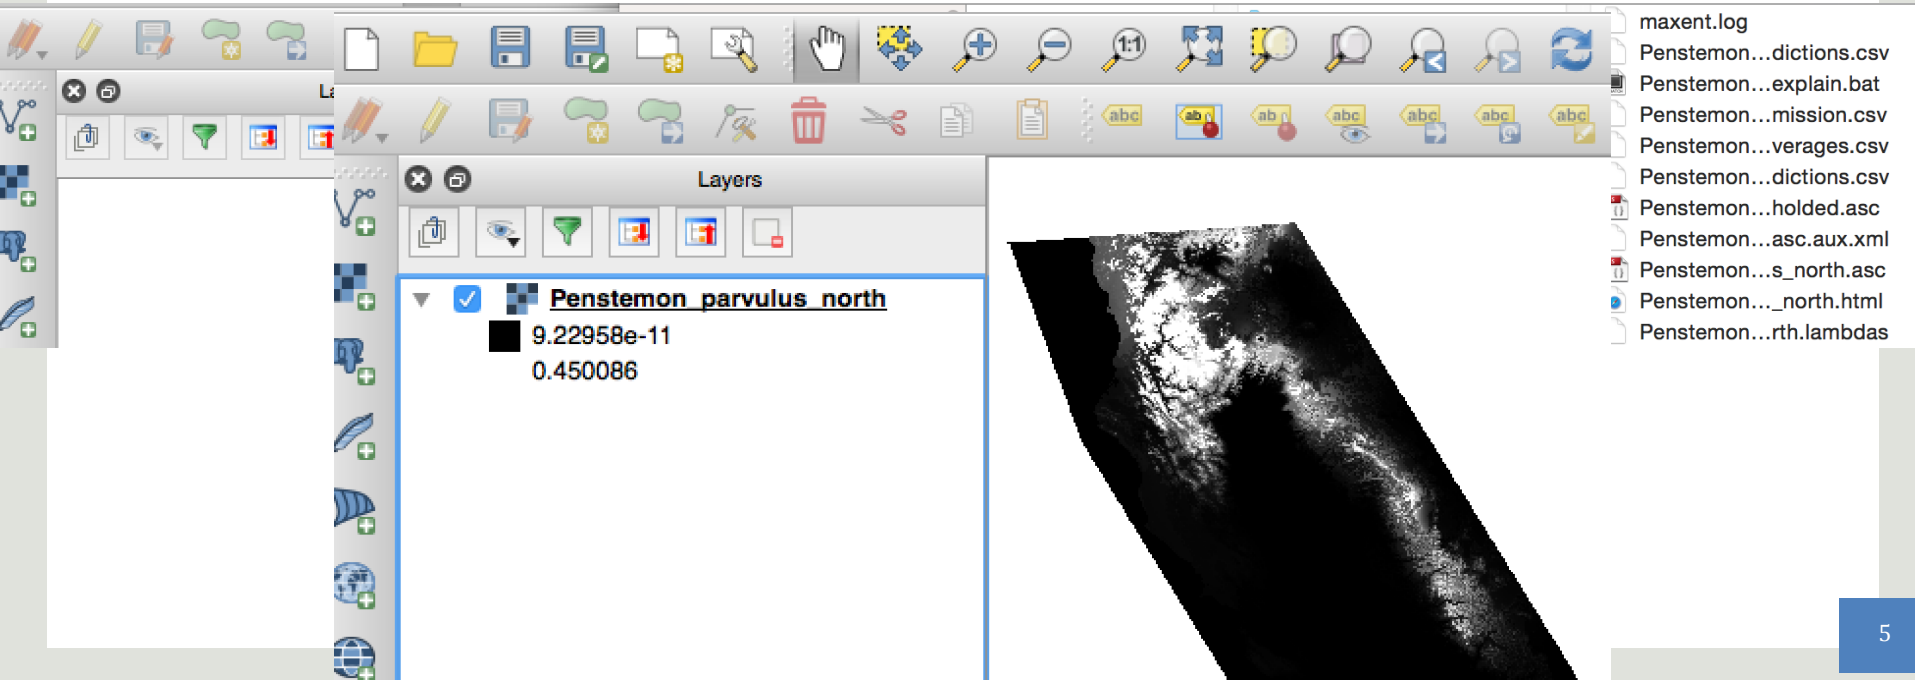 La
1:1
abc
ab
ab
abc
abc
abc
abc
Layers
Penstemon_parvulus_north
9.22958e-11
0.450086
maxent.log
Penstemon...dictions.csv
Penstemon...explain.bat
Penstemon...mission.csv
Penstemon...verages.csv
Penstemon...dictions.csv
Penstemon...holded.asc
Penstemon...asc.aux.xml
Penstemon...s_north.asc
Penstemon..._north.html
Penstemon...rth.lambdas
5